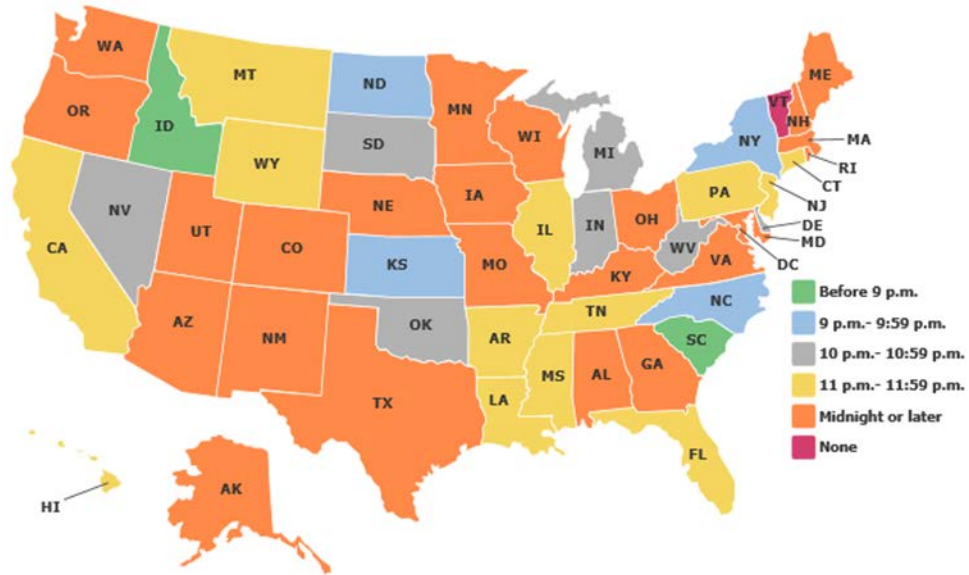 WA
MT
ND
MN
ME
OR
ID
SD
WI
MI
VT
NH
NY
MA
RI
CT
NJ
WY
NV
CA
UT
CO
NE
IA
IL
IN
OH
PA
WV
DE
MD
DC
KS
MO
KY
VA
AZ
NM
OK
AR
TN
NC
SC
TX
LA
MS
AL
GA
FL
HI
AK
Before 9 p.m.
9 p.m.- 9:59 p.m.
10 p.m.- 10:59 p.m.
11 p.m.- 11:59 p.m.
Midnight or later
None